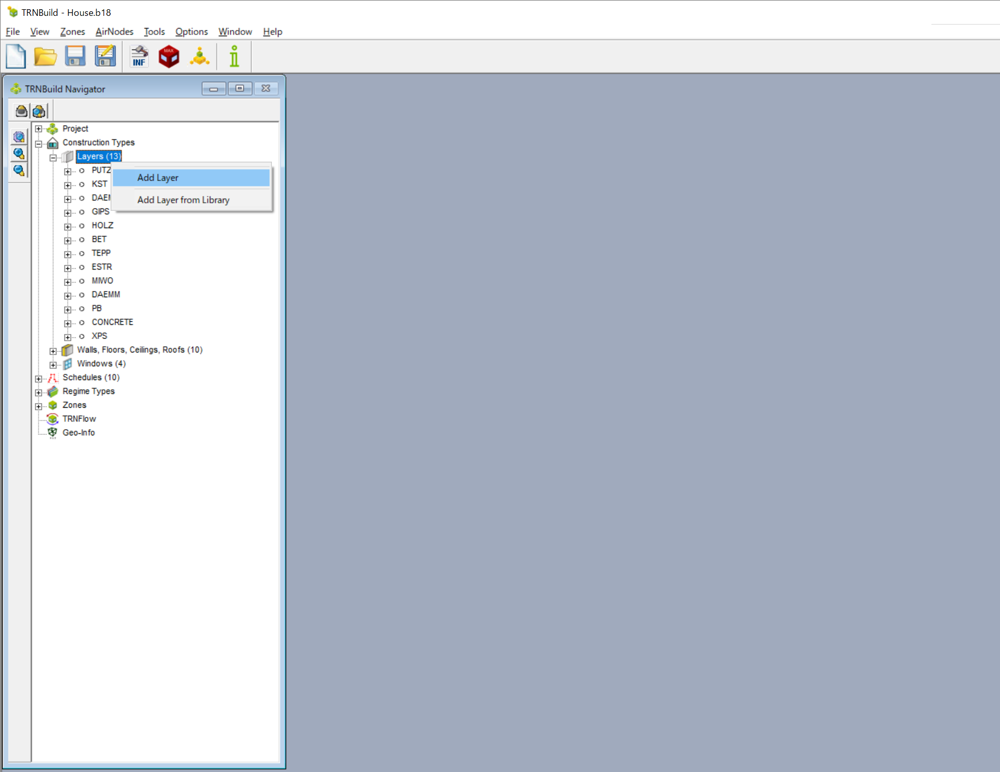 TRNBuild - House.b18
File View Zones AirNodes Tools Options Window Help
INF MAX
TRNBuild Navigator
Project
Construction Types
Layers (13)
PUTZ
Add Layer
KST
DAEM
Add Layer from Library
GIPS
HOLZ
BET
TEPP
ESTR
MIWO
DAEMM
PB
CONCRETE
XPS
Walls, Floors, Ceilings, Roofs (10)
Windows (4)
Schedules (10)
Regime Types
Zones
TRNFlow
Geo-Info